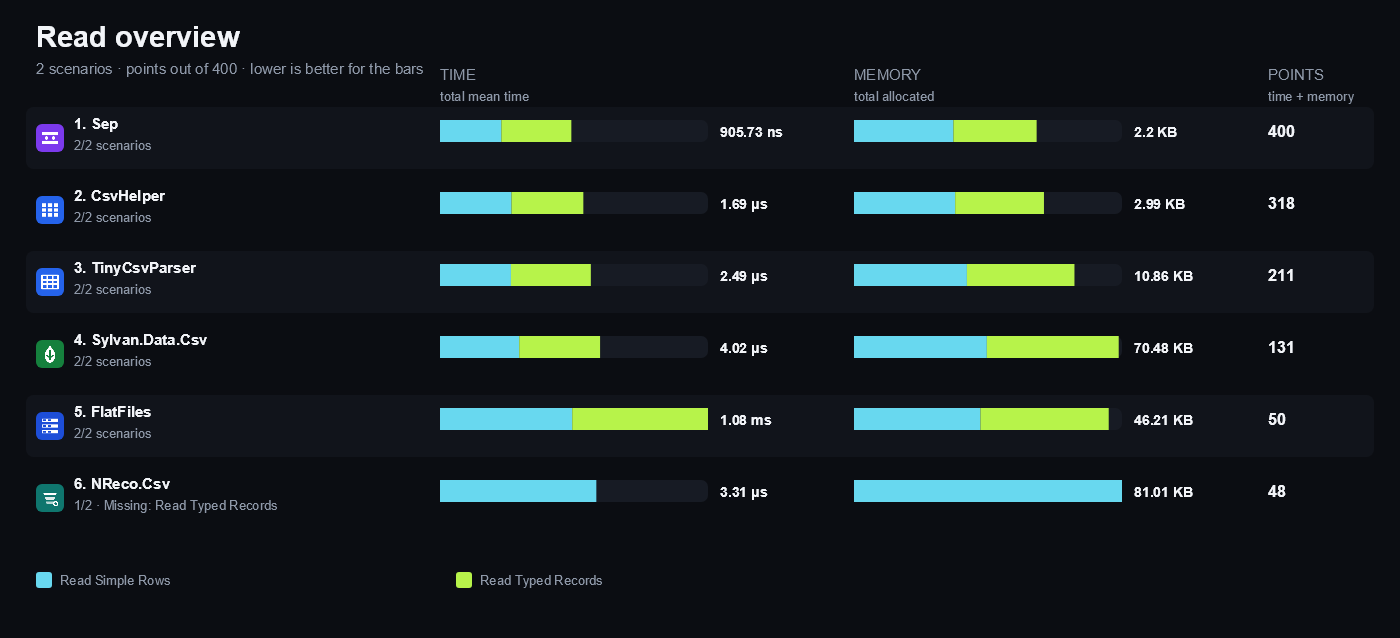 Read overview
2 scenarios · points out of 400 · lower is better for the bars
TIME
total mean time
MEMORY
total allocated
POINTS
time + memory
1. Sep
2/2 scenarios
905.73 ns
2.2 KB
400
2. CsvHelper
2/2 scenarios
1.69 µs
2.99 KB
318
3. TinyCsvParser
2/2 scenarios
2.49 µs
10.86 KB
211
4. Sylvan.Data.Csv
2/2 scenarios
4.02 µs
70.48 KB
131
5. FlatFiles
2/2 scenarios
1.08 ms
46.21 KB
50
6. NReco.Csv
1/2 · Missing: Read Typed Records
3.31 µs
81.01 KB
48
Read Simple Rows
Read Typed Records